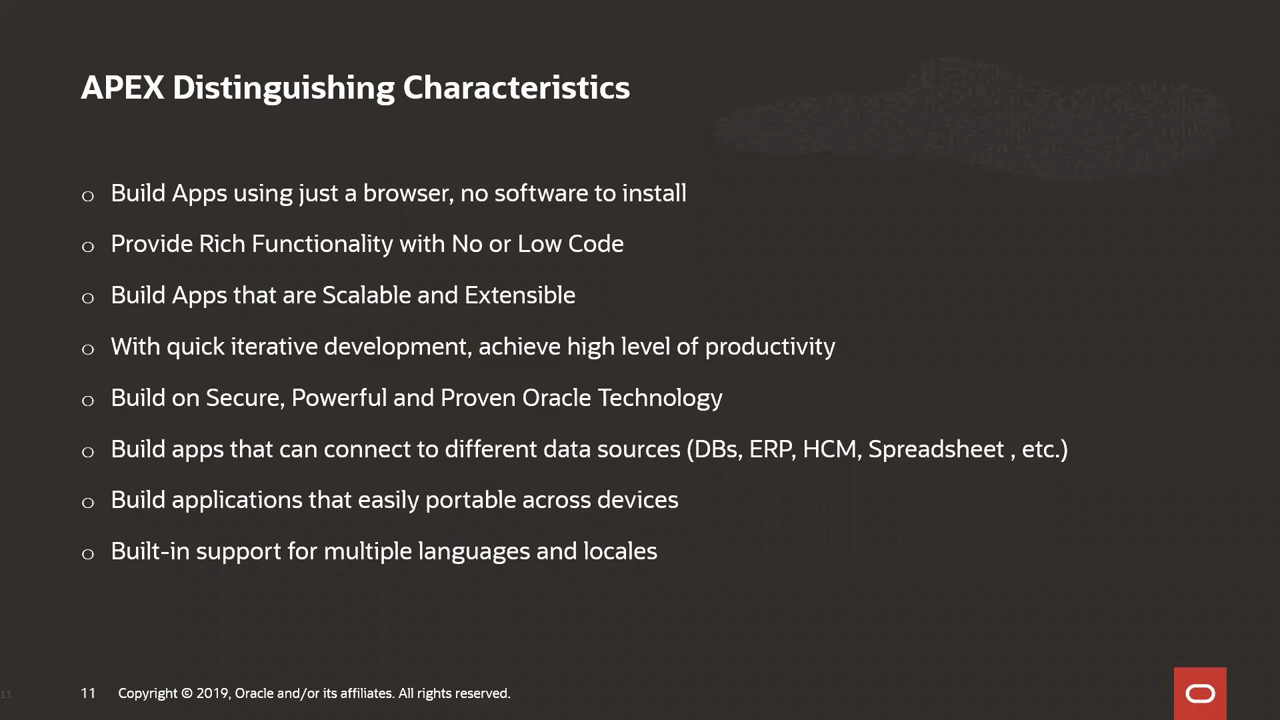 APEX Distinguishing Characteristics
o Build Apps using just a browser, no software to install
o Provide Rich Functionality with No or Low Code
o Build Apps that are Scalable and Extensible
o With quick iterative development, achieve high level of productivity
o Build on Secure, Powerful and Proven Oracle Technology
o Build apps that can connect to different data sources (DBs, ERP, HCM, Spreadsheet , etc.)
o Build applications that easily portable across devices
o Built-in support for multiple languages and locales
11 11 Copyright © 2019, Oracle and/or its affiliates. All rights reserved.